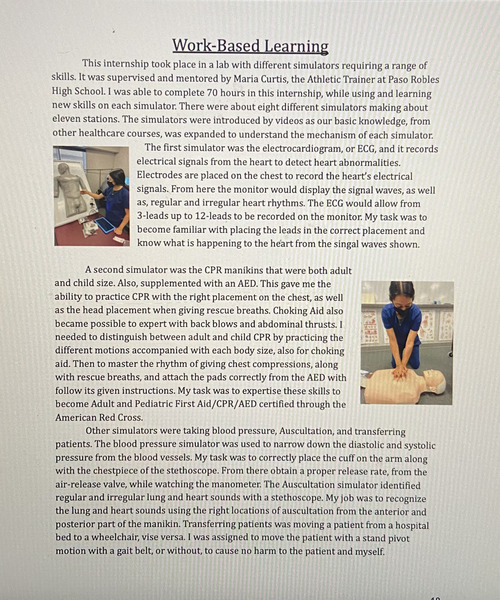 Work-Based Learning
This internship took place in a lab with different simulators requiring a range of
skills. It was supervised and mentored by Maria Curtis, the Athletic Trainer at Paso Robles
High School. I was able to complete 70 hours in this internship, while using and learning
new skills on each simulator. There were about eight different simulators making about
eleven stations. The simulators were introduced by videos as our basic knowledge, from
other healthcare courses, was expanded to understand the mechanism of each simulator.
The first simulator was the electrocardiogram, or ECG, and it records
electrical signals from the heart to detect heart abnormalities.
Electrodes are placed on the chest to record the heart's electrical
signals. From here the monitor would display the signal waves, as well
as, regular and irregular heart rhythms. The ECG would allow from
3-leads up to 12-leads to be recorded on the monitor. My task was to
become familiar with placing the leads in the correct placement and
know what is happening to the heart from the singal waves shown.
A second simulator was the CPR manikins that were both adult
and child size. Also, supplemented with an AED. This gave me the
ability to practice CPR with the right placement on the chest, as well
as the head placement when giving rescue breaths. Choking Aid also
became possible to expert with back blows and abdominal thrusts. I
needed to distinguish between adult and child CPR by practicing the
different motions accompanied with each body size, also for choking
aid. Then to master the rhythm of giving chest compressions, along
with rescue breaths, and attach the pads correctly from the AED with
follow its given instructions. My task was to expertise these skills to
become Adult and Pediatric First Aid/CPR/AED certified through the
American Red Cross.
Other simulators were taking blood pressure, Auscultation, and transferring
patients. The blood pressure simulator was used to narrow down the diastolic and systolic
pressure from the blood vessels. My task was to correctly place the cuff on the arm along
with the chestpiece of the stethoscope. From there obtain a proper release rate, from the
air-release valve, while watching the manometer. The Auscultation simulator identified
regular and irregular lung and heart sounds with a stethoscope. My job was to recognize
the lung and heart sounds using the right locations of auscultation from the anterior and
posterior part of the manikin. Transferring patients was moving a patient from a hospital
bed to a wheelchair, vise versa. I was assigned to move the patient with a stand pivot
motion with a gait belt, or without, to cause no harm to the patient and myself.